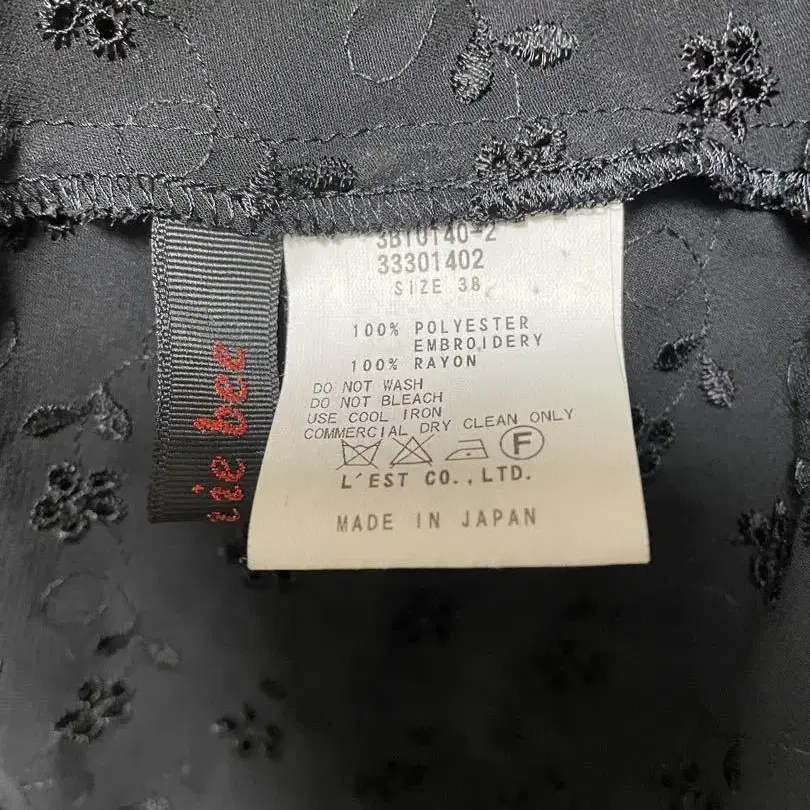 3B10140-2
33301402
SIZE 38
100% POLYESTER
EMBROIDERY
100% RAYON
DO NOT WASH
DO NOT BLEACH
USE COOL IRON
COMMERCIAL DRY CLEAN ONLY
F
L'EST CO.,LTD.
MADE IN JAPAN
bee